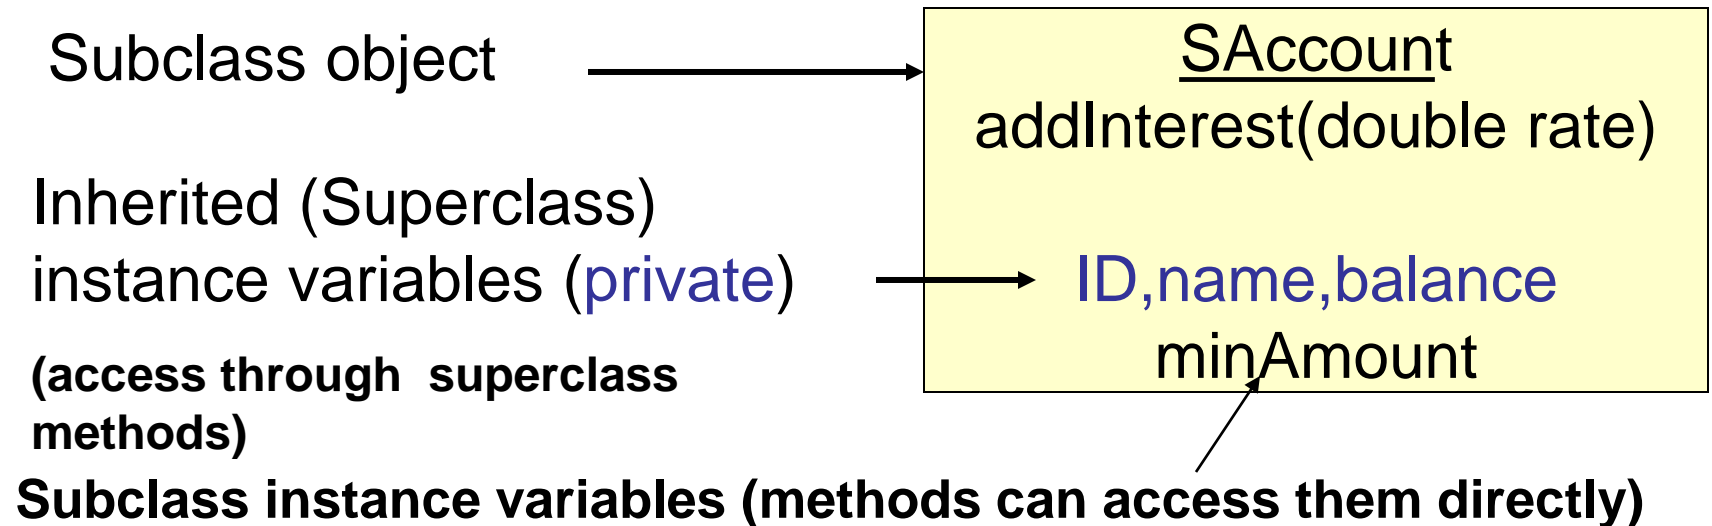 Subclass object
SAccount
addInterest(double rate)
Inherited (Superclass)
instance variables (private)
ID,name,balance
minAmount
(access through superclass
methods)
Subclass instance variables (methods can access them directly)